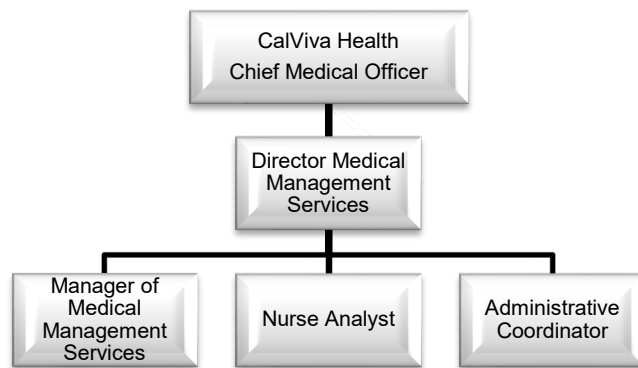 CalViva Health
Chief Medical Officer
Director Medical
Management
Services
Manager of
Medical
Management
Services
Nurse Analyst
Administrative
Coordinator